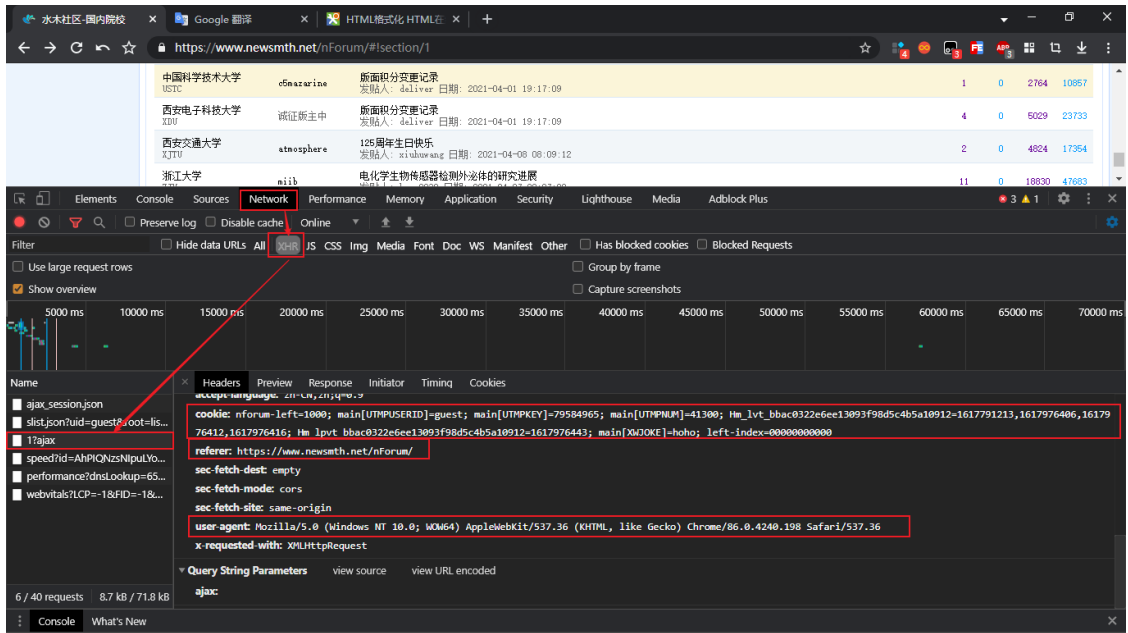 水木社区-国内院校
Google 翻译
HTML格式化 HTML在
https://www.newsmth.net/nForum/#!section/1
4
3
FE
ABP
3
中国科学技术大学 c5mazarine 版面积分变更记录 1 0 2764 10857
USTC 发贴人: deliver 日期: 2021-04-01 19:17:09
西安电子科技大学 诚征版主中 版面积分变更记录 4 0 5029 23733
XDU 发贴人: deliver 日期: 2021-04-01 19:17:09
西安交通大学 atmosphere 125周年生日快乐 2 0 4824 17354
XJTU 发贴人: xiuhuwang 日期: 2021-04-08 08:09:12
浙江大学 miib 电化学生物传感器检测外泌体的研究进展 11 0 18830 47683
Elements Console Sources Network Performance Memory Application Security Lighthouse Media Adblock Plus 3 1
Preserve log Disable cache Online
Filter Hide data URLs All XHR JS CSS Img Media Font Doc WS Manifest Other Has blocked cookies Blocked Requests
Use large request rows Group by frame
Show overview Capture screenshots
5000 ms 10000 ms 15000 ms 20000 ms 25000 ms 30000 ms 35000 ms 40000 ms 45000 ms 50000 ms 55000 ms 60000 ms 65000 ms 70000 ms
Name
ajax_session.json
slist.json?uid=guest&root=lis...
1?ajax
speed?id=AhPIQNzsNIpuLYo...
performance?dnsLookup=65...
webvitals?LCP=-1&FID=-1&...
6 / 40 requests 8.7 kB / 71.8 kB
Headers Preview Response Initiator Timing Cookies
accept-language: zh-CN,zh;q=0.9
cookie: nforum-left=1000; main[UTMPUSERID]=guest; main[UTMPKEY]=79584965; main[UTMPNUM]=41300; Hm_lvt_bbac0322e6ee13093f98d5c4b5a10912=1617791213,1617976406,16179
76412,1617976416; Hm_lpvt_bbac0322e6ee13093f98d5c4b5a10912=1617976443; main[XWJOKE]=hoho; left-index=00000000000
referer: https://www.newsmth.net/nForum/
sec-fetch-dest: empty
sec-fetch-mode: cors
sec-fetch-site: same-origin
user-agent: Mozilla/5.0 (Windows NT 10.0; WOW64) AppleWebKit/537.36 (KHTML, like Gecko) Chrome/86.0.4240.198 Safari/537.36
x-requested-with: XMLHttpRequest
Query String Parameters view source view URL encoded
ajax:
Console What's New